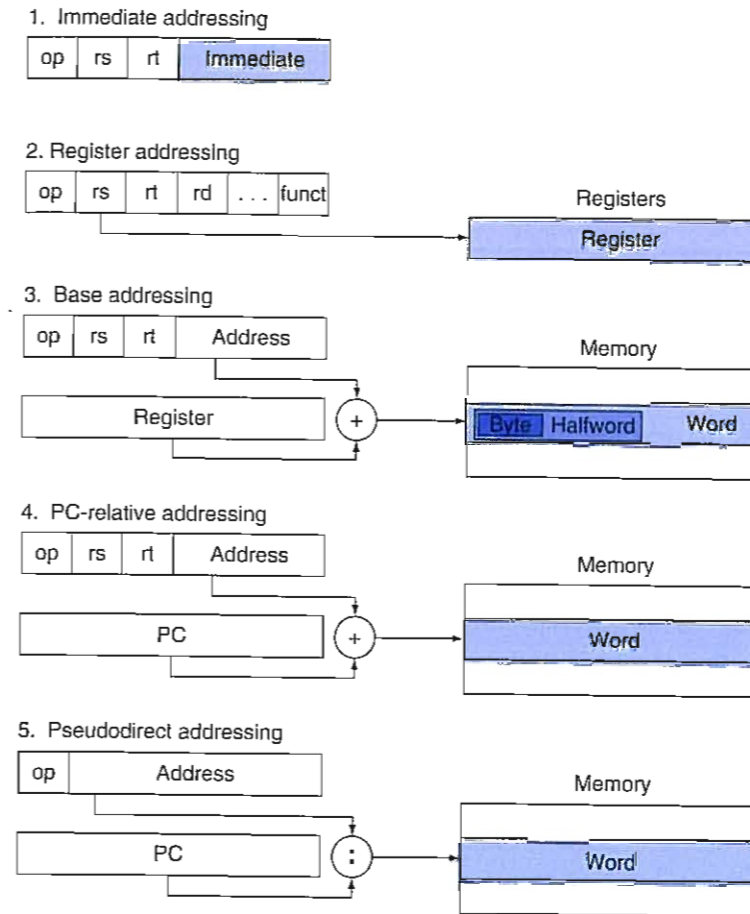 1. Immediate addressing
op rs rt Immediate
2. Register addressing
op rs rt rd ... funct
Registers
Register
3. Base addressing
op rs rt Address
Memory
Register + Byte Halfword Word
4. PC-relative addressing
op rs rt Address
Memory
PC + Word
5. Pseudodirect addressing
op Address
Memory
PC : Word